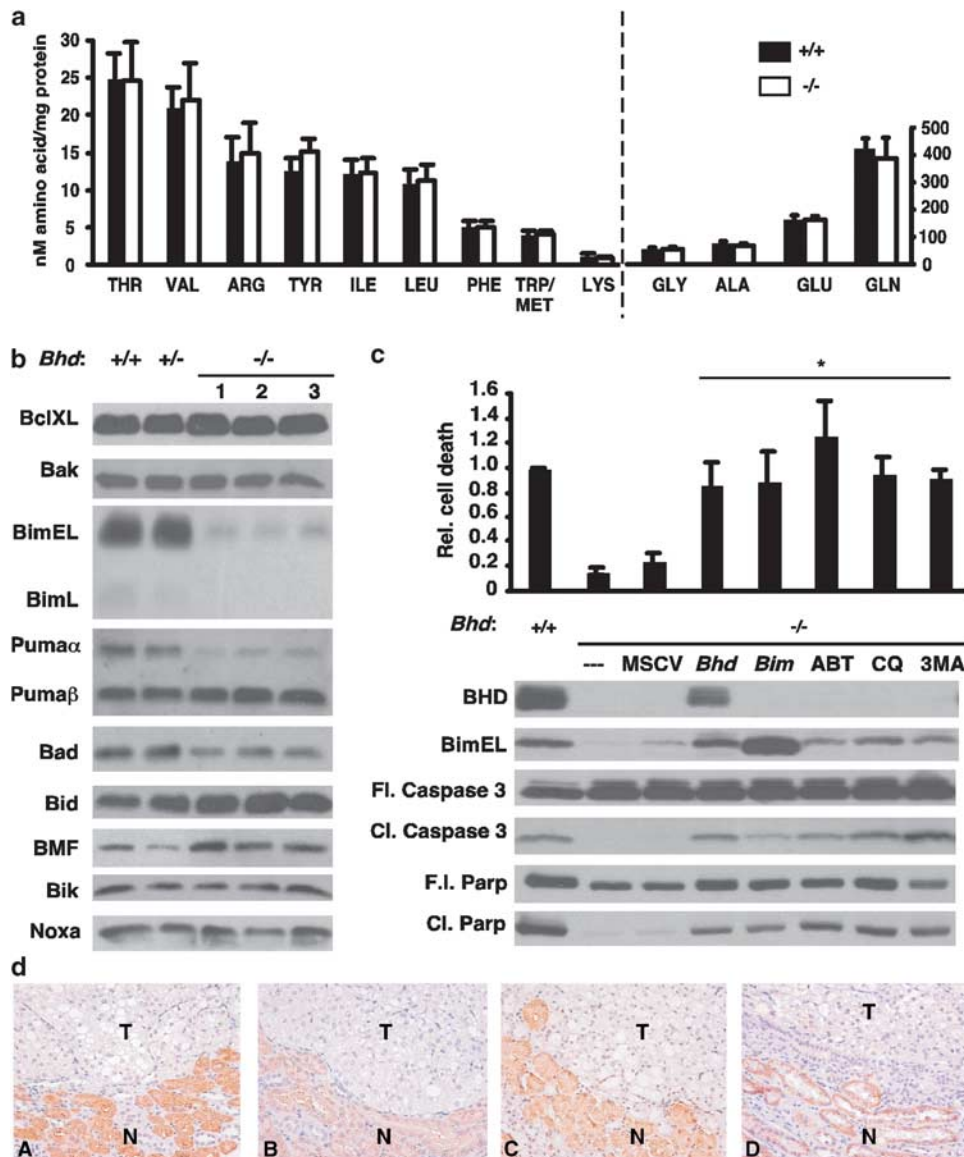 a
30
25
20
15
10
5
0
nM amino acid/mg protein
THR VAL ARG TYR ILE LEU PHE TRP/MET LYS GLY ALA GLU GLN
+/+
-/-
500
400
300
200
100
0
b
Bhd: +/+ +/- -/-
1 2 3
BclXL
Bak
BimEL
BimL
Pumaα
Pumaβ
Bad
Bid
BMF
Bik
Noxa
c
*
1.6
1.4
1.2
1.0
0.8
0.6
0.4
0.2
0
Rel. cell death
Bhd: +/+ -/-
--- MSCV Bhd Bim ABT CQ 3MA
BHD
BimEL
Fl. Caspase 3
Cl. Caspase 3
F.l. Parp
Cl. Parp
d
T T T T
N N N N
A B C D